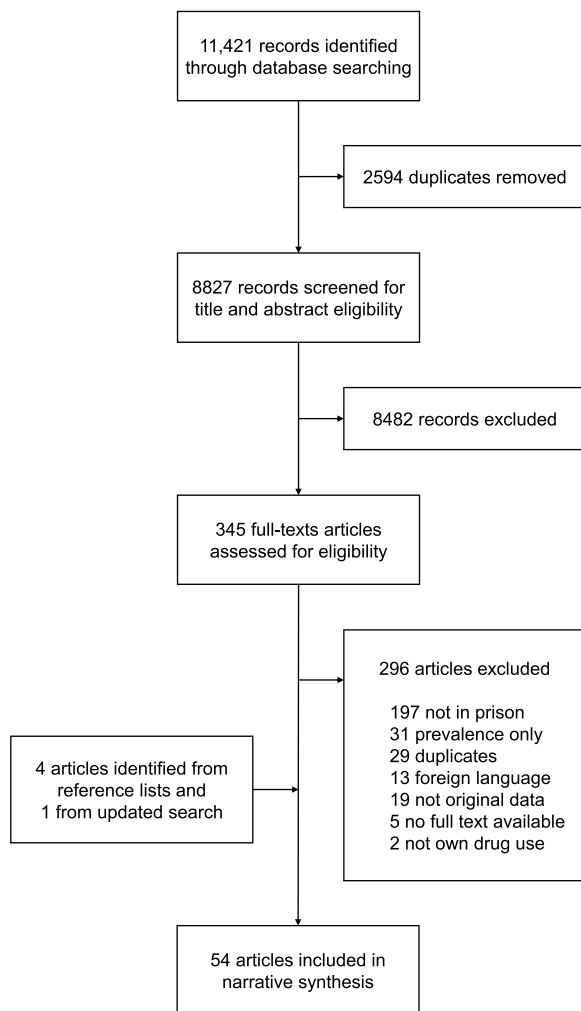 11,421 records identified
through database searching
2594 duplicates removed
8827 records screened for
title and abstract eligibility
8482 records excluded
345 full-texts articles
assessed for eligibility
296 articles excluded
197 not in prison
31 prevalence only
29 duplicates
13 foreign language
19 not original data
5 no full text available
2 not own drug use
4 articles identified from
reference lists and
1 from updated search
54 articles included in
narrative synthesis